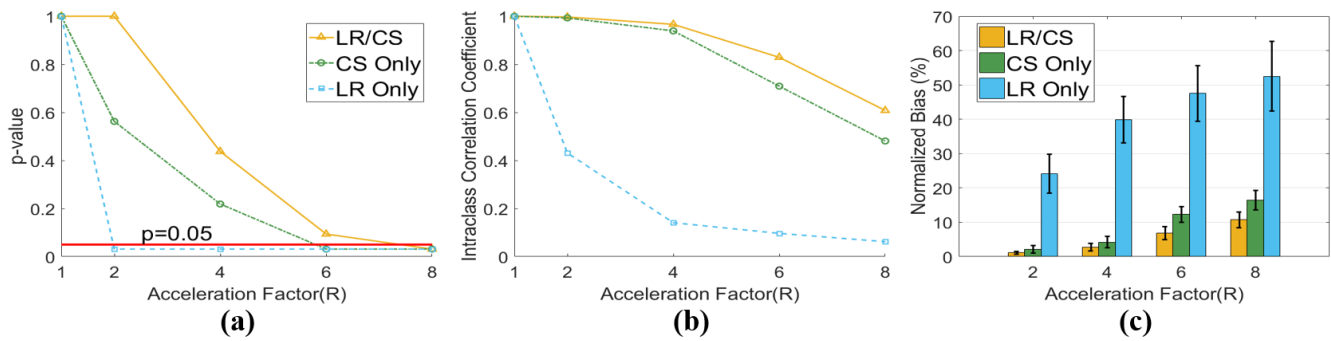 p-value
1
0.8
0.6
0.4
0.2
0
LR/CS
CS Only
LR Only
p=0.05
1 2 4 6 8
Acceleration Factor(R)
(a)
Intraclass Correlation Coefficient
1
0.8
0.6
0.4
0.2
0
1 2 4 6 8
Acceleration Factor(R)
(b)
Normalized Bias (%)
70
60
50
40
30
20
10
0
LR/CS
CS Only
LR Only
2 4 6 8
Acceleration Factor(R)
(c)